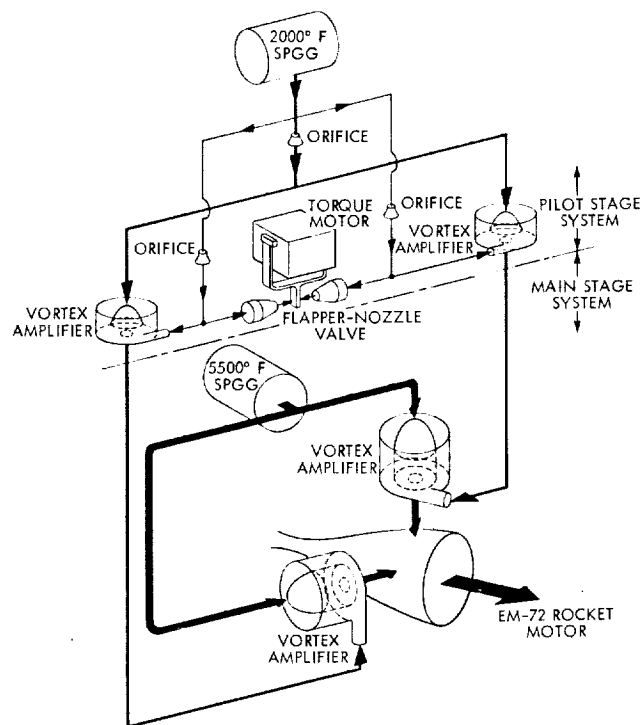 2000° F
SPGG
ORIFICE
TORQUE
MOTOR
ORIFICE
VORTEX
AMPLIFIER
PILOT STAGE
SYSTEM
ORIFICE
MAIN STAGE
SYSTEM
VORTEX
AMPLIFIER
FLAPPER-NOZZLE
VALVE
5500° F
SPGG
VORTEX
AMPLIFIER
EM-72 ROCKET
MOTOR
VORTEX
AMPLIFIER